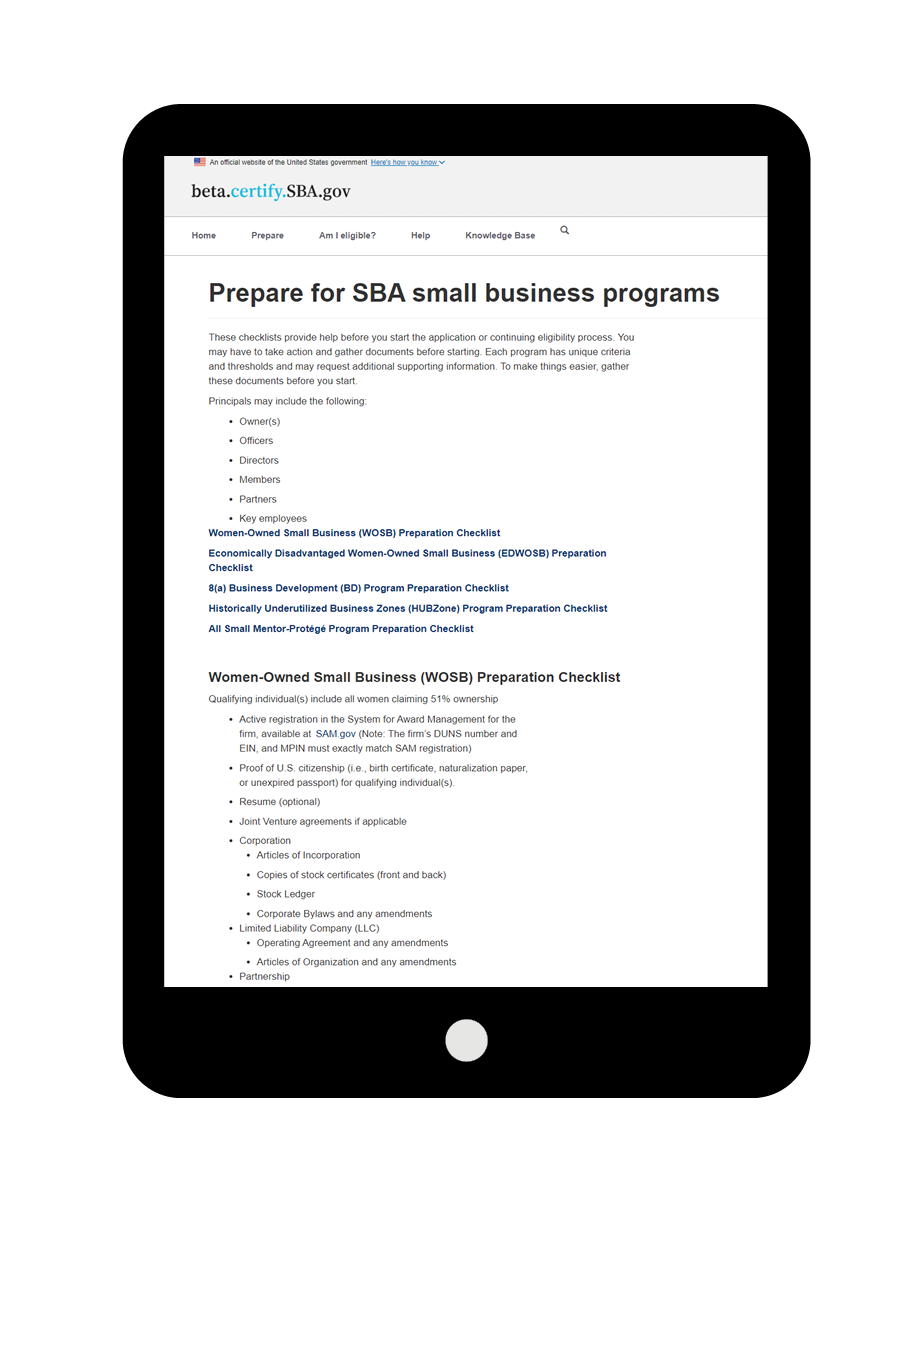 An official website of the United States government Here's how you know
beta.certify.SBA.gov
Home Prepare Am I eligible? Help Knowledge Base
Prepare for SBA small business programs
These checklists provide help before you start the application or continuing eligibility process. You
may have to take action and gather documents before starting. Each program has unique criteria
and thresholds and may request additional supporting information. To make things easier, gather
these documents before you start.
Principals may include the following:
• Owner(s)
• Officers
• Directors
• Members
• Partners
• Key employees
Women-Owned Small Business (WOSB) Preparation Checklist
Economically Disadvantaged Women-Owned Small Business (EDWOSB) Preparation
Checklist
8(a) Business Development (BD) Program Preparation Checklist
Historically Underutilized Business Zones (HUBZone) Program Preparation Checklist
All Small Mentor-Protégé Program Preparation Checklist
Women-Owned Small Business (WOSB) Preparation Checklist
Qualifying individual(s) include all women claiming 51% ownership
• Active registration in the System for Award Management for the
firm, available at SAM.gov (Note: The firm's DUNS number and
EIN, and MPIN must exactly match SAM registration)
• Proof of U.S. citizenship (i.e., birth certificate, naturalization paper,
or unexpired passport) for qualifying individual(s).
• Resume (optional)
• Joint Venture agreements if applicable
• Corporation
• Articles of Incorporation
• Copies of stock certificates (front and back)
• Stock Ledger
• Corporate Bylaws and any amendments
• Limited Liability Company (LLC)
• Operating Agreement and any amendments
• Articles of Organization and any amendments
• Partnership